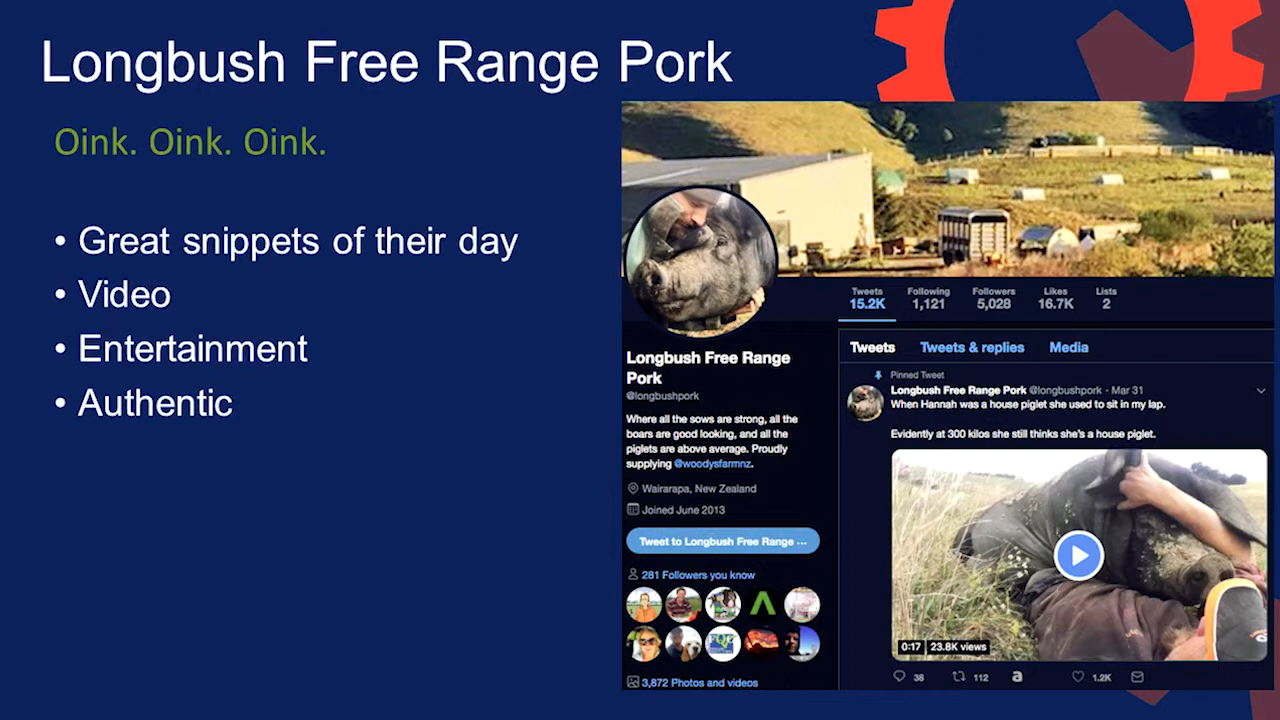 Longbush Free Range Pork
Oink. Oink. Oink.
• Great snippets of their day
• Video
• Entertainment
• Authentic
Tweets Following Followers Likes Lists
15.2K 1,121 5,028 16.7K 2
Longbush Free Range
Pork
@longbushpork
Where all the sows are strong, all the
boars are good looking, and all the
piglets are above average. Proudly
supplying @woodysfarmnz.
Wairarapa, New Zealand
Joined June 2013
Tweet to Longbush Free Range ...
281 Followers you know
3,872 Photos and videos
Tweets Tweets & replies Media
Pinned Tweet
Longbush Free Range Pork @longbushpork - Mar 31
When Hannah was a house piglet she used to sit in my lap.
Evidently at 300 kilos she still thinks she's a house piglet.
0:17 23.8K views
38 112 a 1.2K